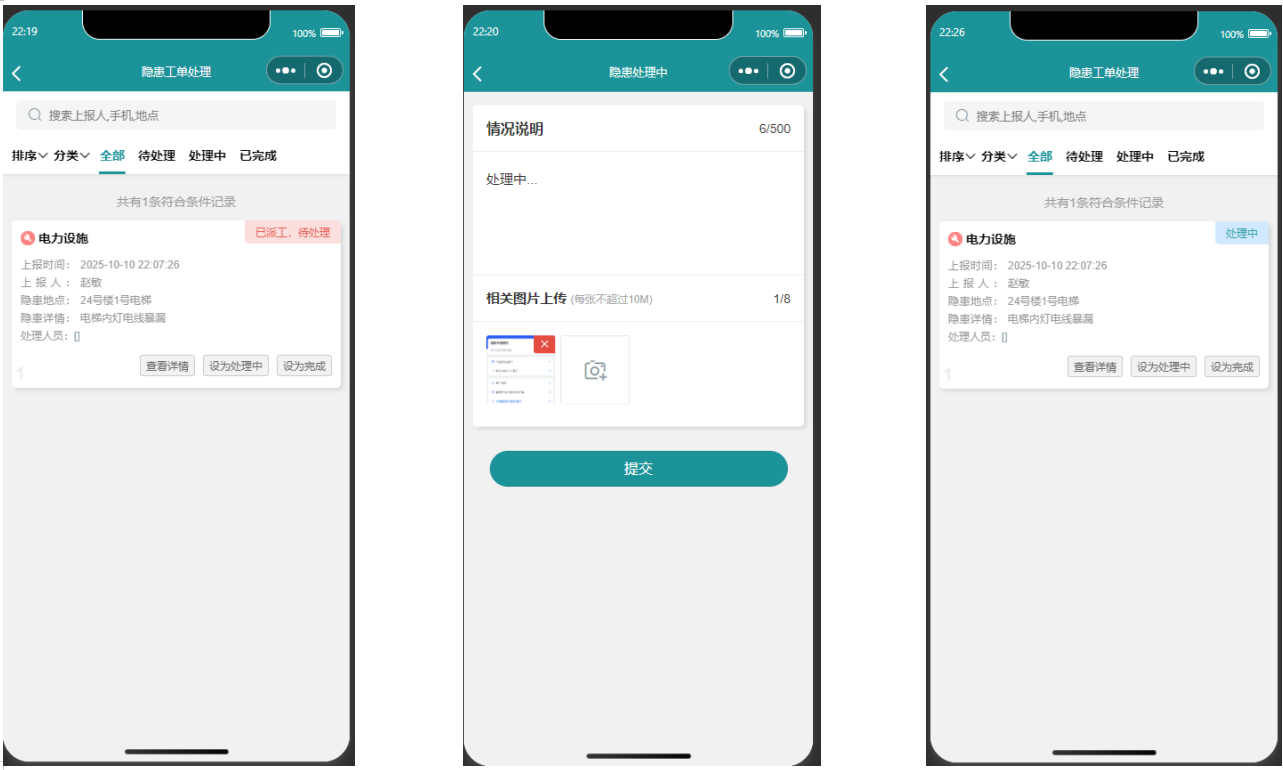 22:19
100%
隐患工单处理
搜索上报人,手机,地点
排序 分类 全部 待处理 处理中 已完成
共有1条符合条件记录
电力设施
已派工，待处理
上报时间： 2025-10-10 22:07:26
上 报 人： 赵敏
隐患地点： 24号楼1号电梯
隐患详情： 电梯内灯电线暴漏
处理人员： []
1
查看详情 设为处理中 设为完成
22:20
100%
隐患处理中
情况说明 6/500
处理中...
相关图片上传 (每张不超过10M) 1/8
提交
22:26
100%
隐患工单处理
搜索上报人,手机,地点
排序 分类 全部 待处理 处理中 已完成
共有1条符合条件记录
电力设施
处理中
上报时间： 2025-10-10 22:07:26
上 报 人： 赵敏
隐患地点： 24号楼1号电梯
隐患详情： 电梯内灯电线暴漏
处理人员： []
1
查看详情 设为处理中 设为完成